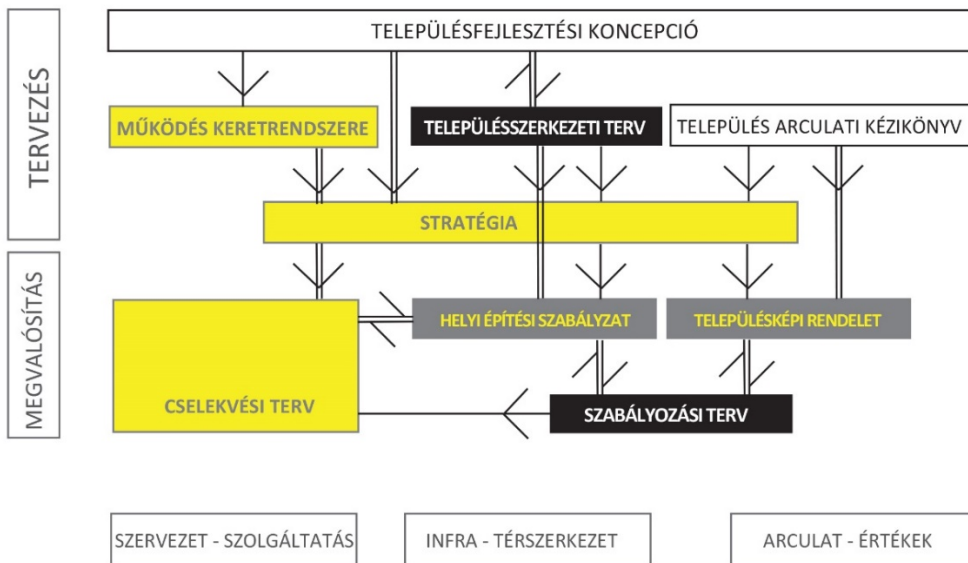 TERVEZÉS
TELEPÜLÉSFEJLESZTÉSI KONCEPCIÓ
MŰKÖDÉS KERETRENDSZERE
TELEPÜLÉSSZERKEZETI TERV
TELEPÜLÉS ARCULATI KÉZIKÖNYV
STRATÉGIA
MEGVALÓSÍTÁS
HELYI ÉPÍTÉSI SZABÁLYZAT
TELEPÜLÉSKÉPI RENDELET
CSELEKVÉSI TERV
SZABÁLYOZÁSI TERV
SZERVEZET - SZOLGÁLTATÁS
INFRA - TÉRSZERKEZET
ARCULAT - ÉRTÉKEK